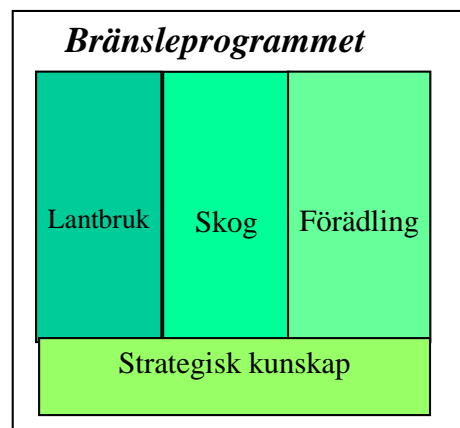 Bränsleprogrammet
Lantbruk
Skog
Förädling
Strategisk kunskap